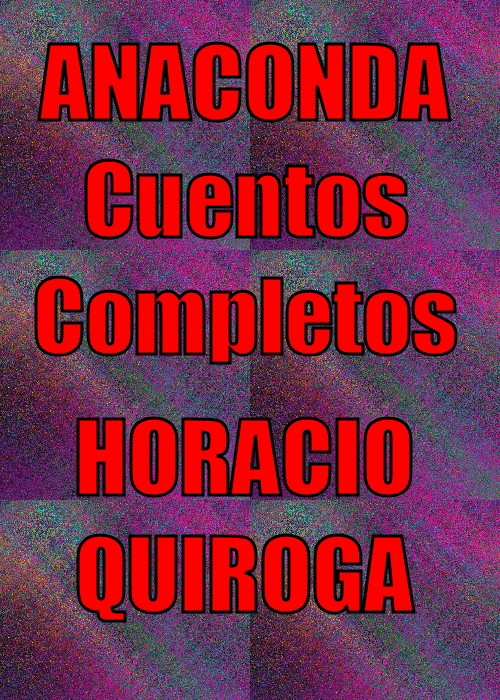 ANACONDA
Cuentos
Completos
HORACIO
QUIROGA